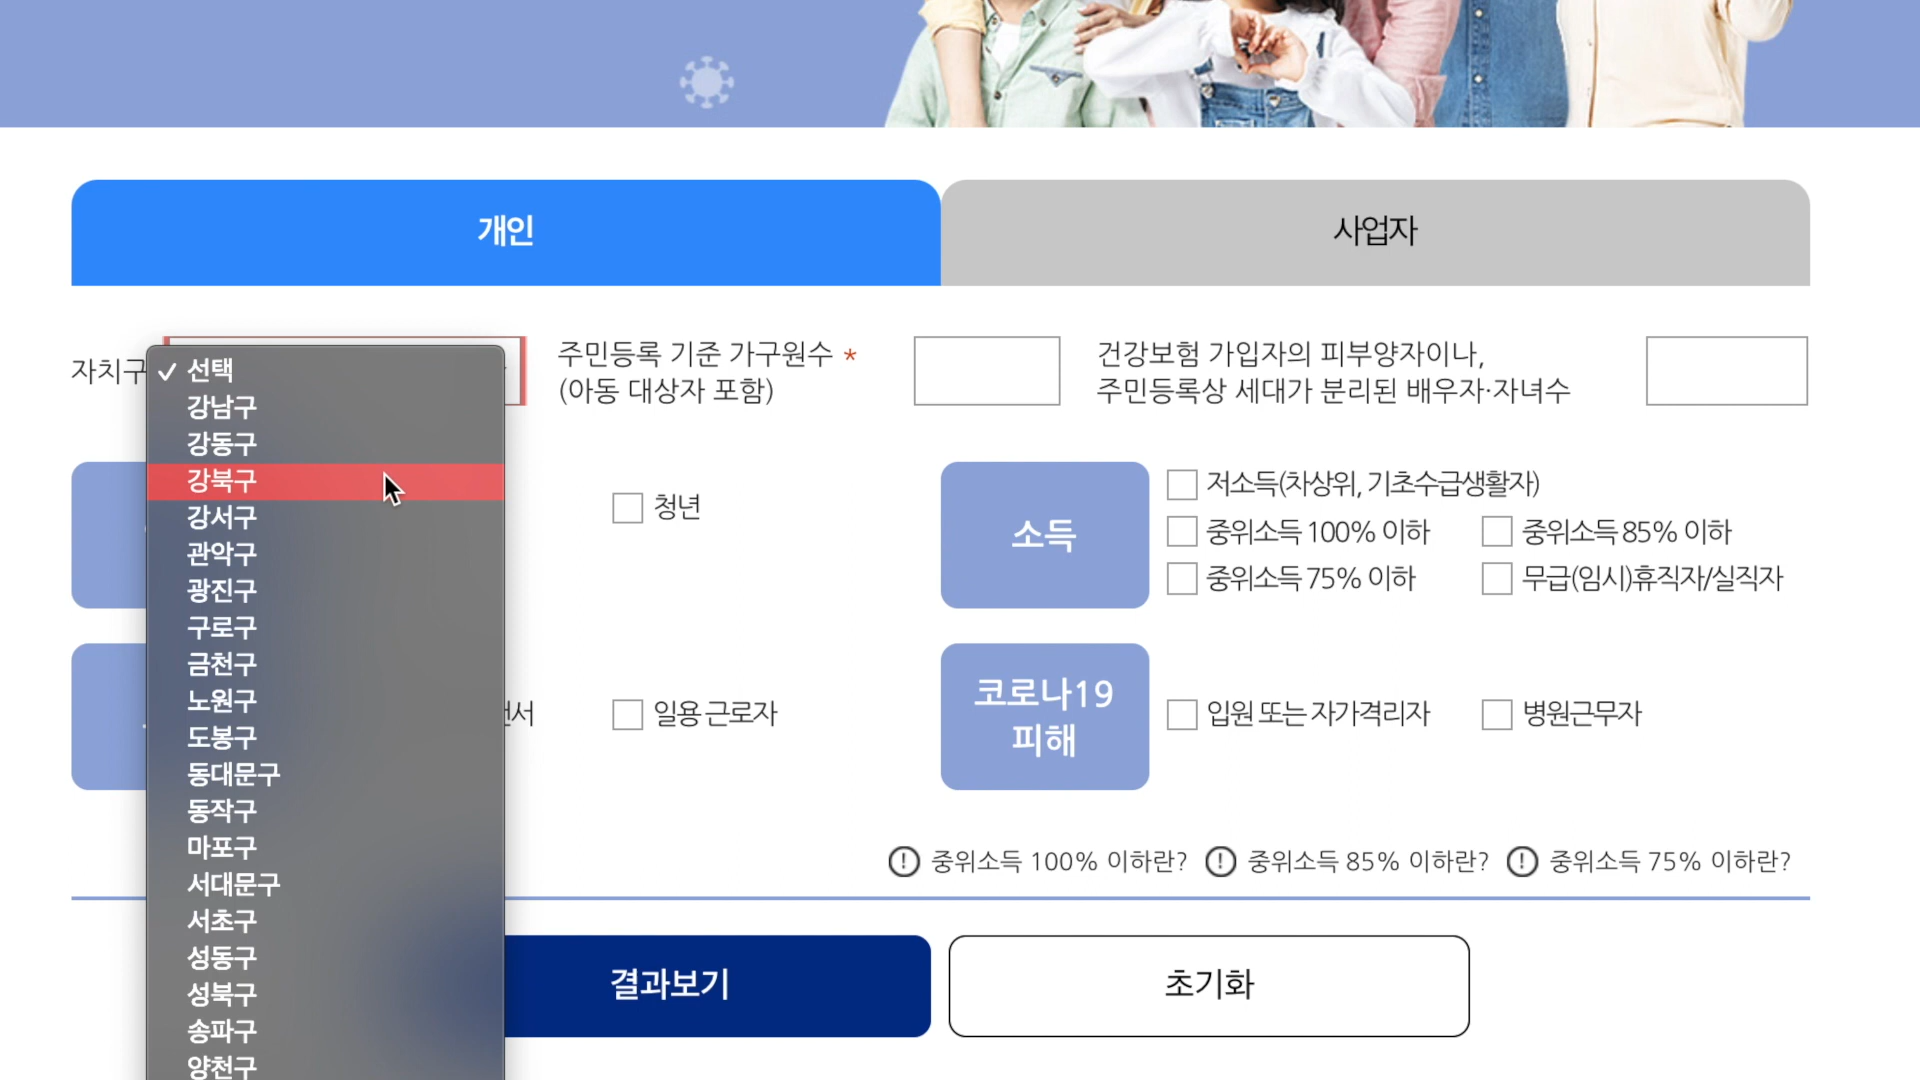 개인
사업자
자치구
주민등록 기준 가구원수 *
(아동 대상자 포함)
건강보험 가입자의 피부양자이나,
주민등록상 세대가 분리된 배우자·자녀수
✓ 선택
강남구
강동구
강북구
강서구
관악구
광진구
구로구
금천구
노원구
도봉구
동대문구
동작구
마포구
서대문구
서초구
성동구
성북구
송파구
양천구
청년
소득
저소득(차상위, 기초수급생활자)
중위소득 100% 이하
중위소득 85% 이하
중위소득 75% 이하
무급(임시)휴직자/실직자
일용 근로자
코로나19
피해
입원 또는 자가격리자
병원근무자
중위소득 100% 이하란?
중위소득 85% 이하란?
중위소득 75% 이하란?
결과보기
초기화